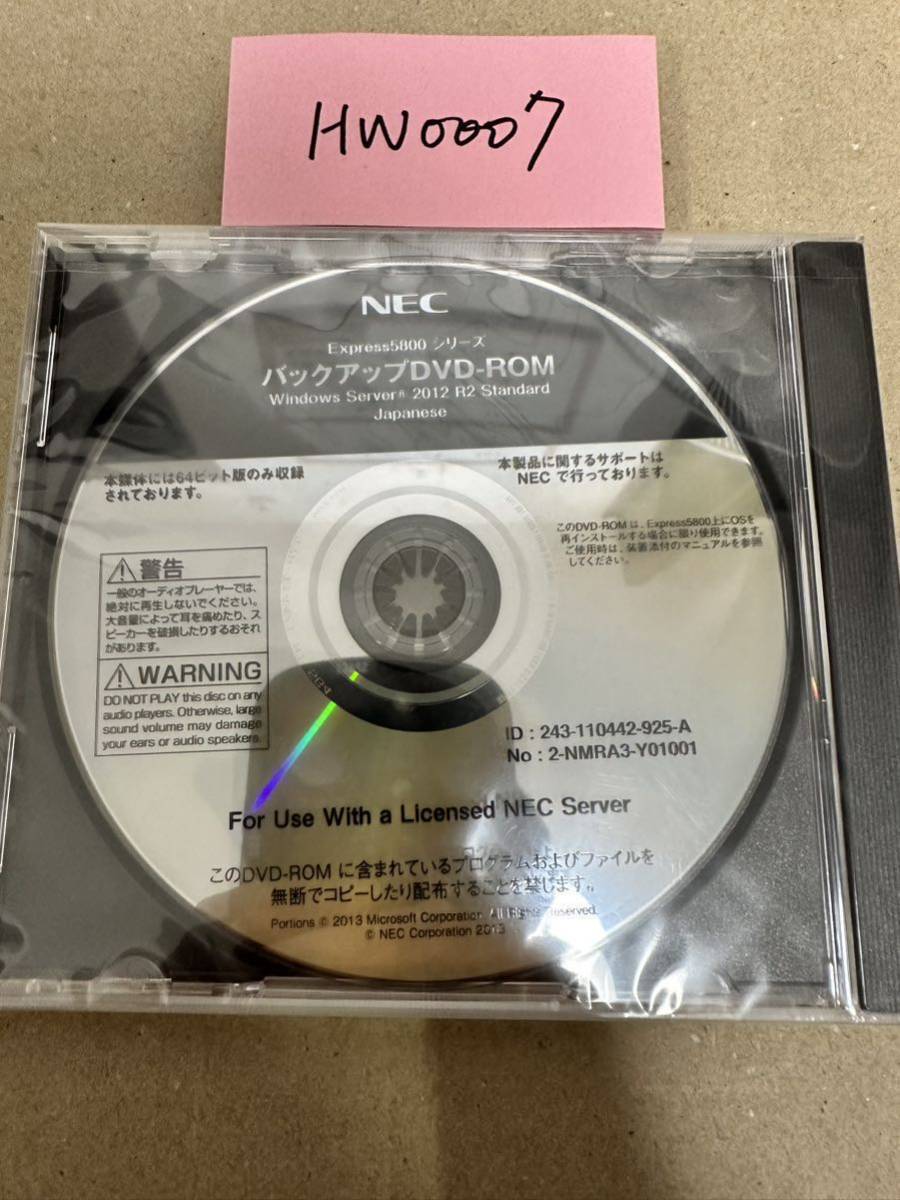 HW0007
NEC
Express5800 シリーズ
バックアップDVD-ROM
Windows Server® 2012 R2 Standard
Japanese
本媒体には64ビット版のみ収録
されております。
本製品に関するサポートは
NEC で行っております。
このDVD-ROM は、Express5800上にOSを
再インストールする場合に限り使用できます。
ご使用時は、装置添付のマニュアルを参照
してください。
警告
一般のオーディオプレーヤーでは、
絶対に再生しないでください。
大音量によって耳を痛めたり、ス
ピーカーを破損したりするおそれ
があります。
WARNING
DO NOT PLAY this disc on any
audio players. Otherwise, large
sound volume may damage
your ears or audio speakers.
ID : 243-110442-925-A
No : 2-NMRA3-Y01001
For Use With a Licensed NEC Server
このDVD-ROM に含まれているプログラムおよびファイルを
無断でコピーしたり配布することを禁じます。
Portions © 2013 Microsoft Corporation. All Rights Reserved.
© NEC Corporation 2013